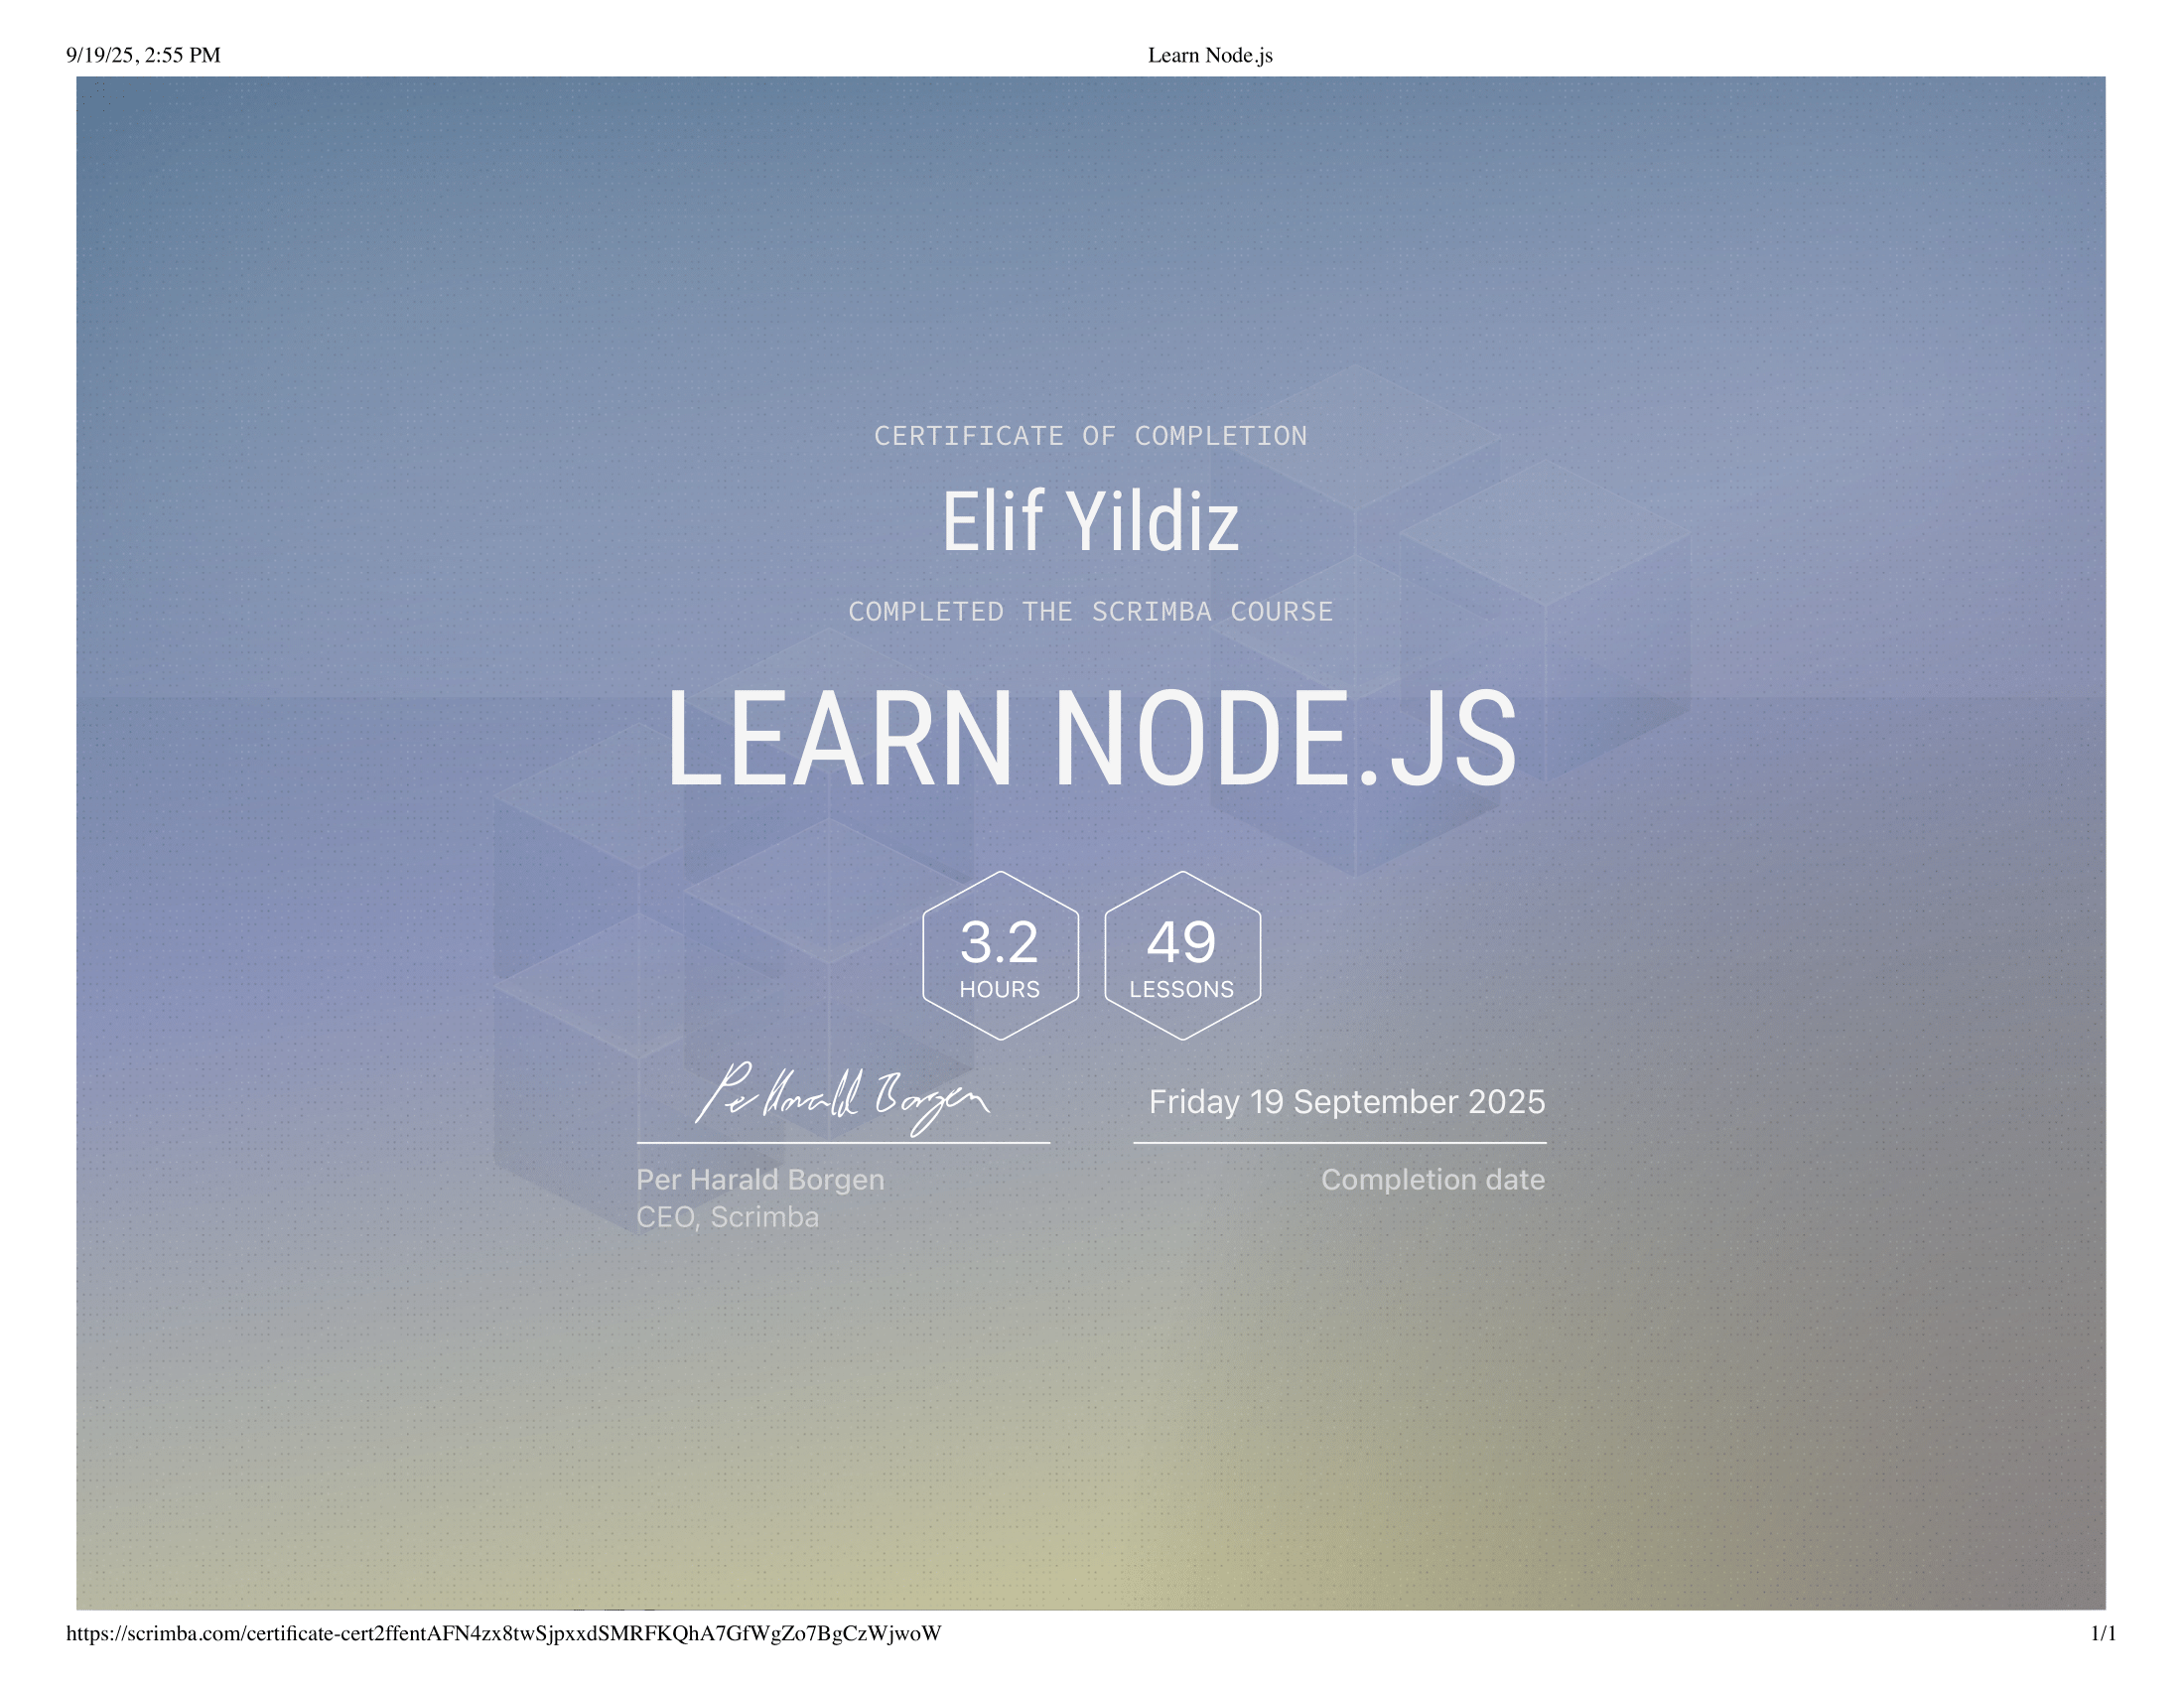 9/19/25, 2:55 PM
Learn Node.js
CERTIFICATE OF COMPLETION
Elif Yildiz
COMPLETED THE SCRIMBA COURSE
LEARN NODE.JS
3.2
HOURS
49
LESSONS
Per Harald Borgen
Friday 19 September 2025
Per Harald Borgen
CEO, Scrimba
Completion date
https://scrimba.com/certificate-cert2ffentAFN4zx8twSjpxxdSMRFKQhA7GfWgZo7BgCzWjwoW
1/1